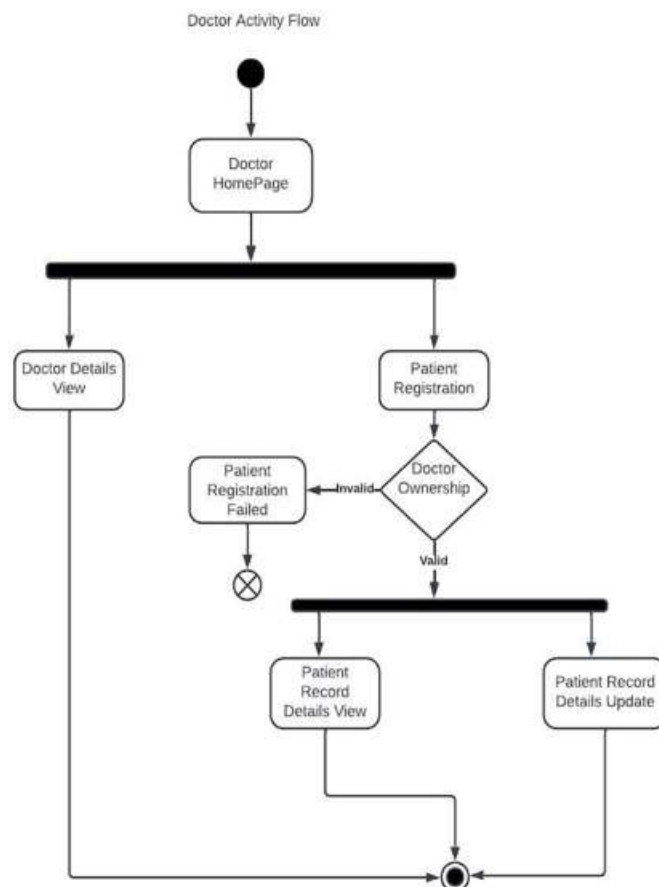 Doctor Activity Flow
Doctor
HomePage
Doctor Details
View
Patient
Registration
Doctor
Ownership
Patient
Registration
Failed
Invalid
Valid
Patient
Record
Details View
Patient Record
Details Update